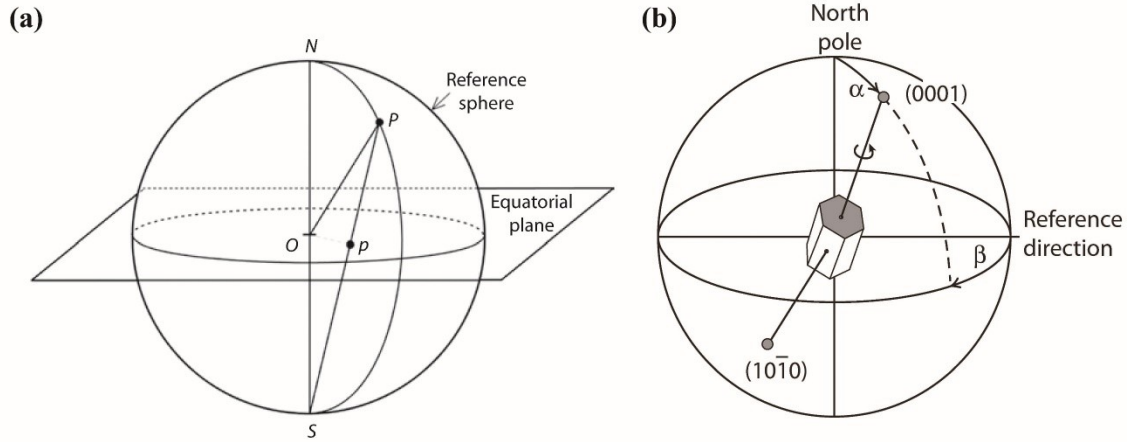 (a)
N
Reference
sphere
P
Equatorial
plane
O
p
S
(b)
North
pole
α
(0001)
Reference
direction
β
(101̅0)